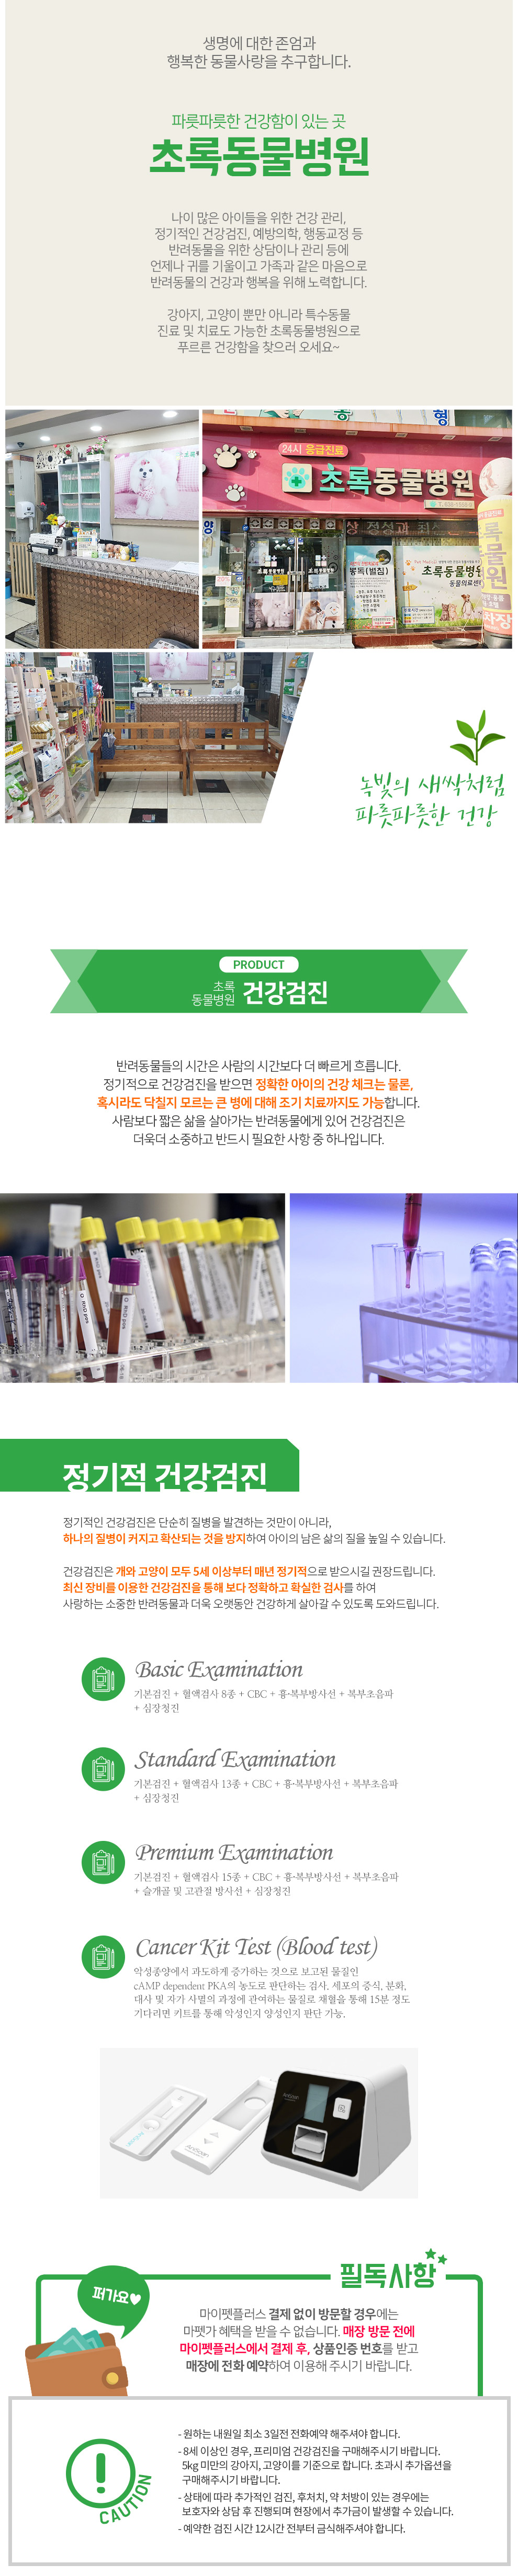 생명에 대한 존엄과
행복한 동물사랑을 추구합니다.
파릇파릇한 건강함이 있는 곳
초록동물병원
나이 많은 아이들을 위한 건강 관리,
정기적인 건강검진, 예방의학, 행동교정 등
반려동물을 위한 상담이나 관리 등에
언제나 귀를 기울이고 가족과 같은 마음으로
반려동물의 건강과 행복을 위해 노력합니다.
강아지, 고양이 뿐만 아니라 특수동물
진료 및 치료도 가능한 초록동물병원으로
푸르른 건강함을 찾으러 오세요~
24시 응급진료
초록동물병원
초록동물병원
동물의료센터
녹빛의 새싹처럼
파릇파릇한 건강
PRODUCT
초록
동물병원 건강검진
반려동물들의 시간은 사람의 시간보다 더 빠르게 흐릅니다.
정기적으로 건강검진을 받으면 정확한 아이의 건강 체크는 물론,
혹시라도 닥칠지 모르는 큰 병에 대해 조기 치료까지도 가능합니다.
사람보다 짧은 삶을 살아가는 반려동물에게 있어 건강검진은
더욱더 소중하고 반드시 필요한 사항 중 하나입니다.
정기적 건강검진
정기적인 건강검진은 단순히 질병을 발견하는 것만이 아니라,
하나의 질병이 커지고 확산되는 것을 방지하여 아이의 남은 삶의 질을 높일 수 있습니다.
건강검진은 개와 고양이 모두 5세 이상부터 매년 정기적으로 받으시길 권장드립니다.
최신 장비를 이용한 건강검진을 통해 보다 정확하고 확실한 검사를 하여
사랑하는 소중한 반려동물과 더욱 오랫동안 건강하게 살아갈 수 있도록 도와드립니다.
Basic Examination
기본검진 + 혈액검사 8종 + CBC + 흉·복부방사선 + 복부초음파
+ 심장청진
Standard Examination
기본검진 + 혈액검사 13종 + CBC + 흉·복부방사선 + 복부초음파
+ 심장청진
Premium Examination
기본검진 + 혈액검사 15종 + CBC + 흉·복부방사선 + 복부초음파
+ 슬개골 및 고관절 방사선 + 심장청진
Cancer Kit Test (Blood test)
악성종양에서 과도하게 증가하는 것으로 보고된 물질인
cAMP dependent PKA의 농도로 판단하는 검사. 세포의 증식, 분화,
대사 및 자가 사멸의 과정에 관여하는 물질로 채혈을 통해 15분 정도
기다리면 키트를 통해 악성인지 양성인지 판단 가능.
필독사항
퍼가요♥
마이펫플러스 결제 없이 방문할 경우에는
마펫가 혜택을 받을 수 없습니다. 매장 방문 전에
마이펫플러스에서 결제 후, 상품인증 번호를 받고
매장에 전화 예약하여 이용해 주시기 바랍니다.
CAUTION
- 원하는 내원일 최소 3일전 전화예약 해주셔야 합니다.
- 8세 이상인 경우, 프리미엄 건강검진을 구매해주시기 바랍니다.
5kg 미만의 강아지, 고양이를 기준으로 합니다. 초과시 추가옵션을
구매해주시기 바랍니다.
- 상태에 따라 추가적인 검진, 후처치, 약 처방이 있는 경우에는
보호자와 상담 후 진행되며 현장에서 추가금이 발생할 수 있습니다.
- 예약한 검진 시간 12시간 전부터 금식해주셔야 합니다.